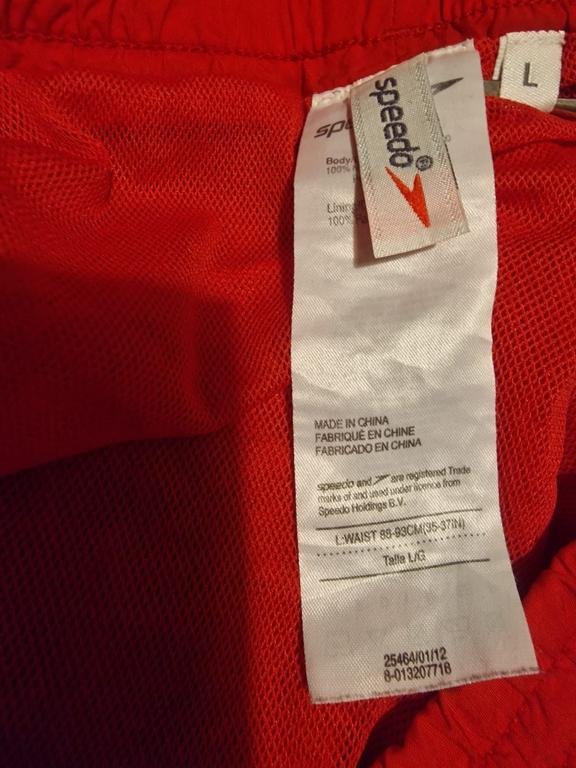 L
speedo®
Body
100%
Lining
100%
MADE IN CHINA
FABRIQUÉ EN CHINE
FABRICADO EN CHINA
speedo and are registered Trade
marks of and used under licence from
Speedo Holdings B.V.
L:WAIST 88-93CM(35-37IN)
Talla L/G
25464/01/12
8-013207718